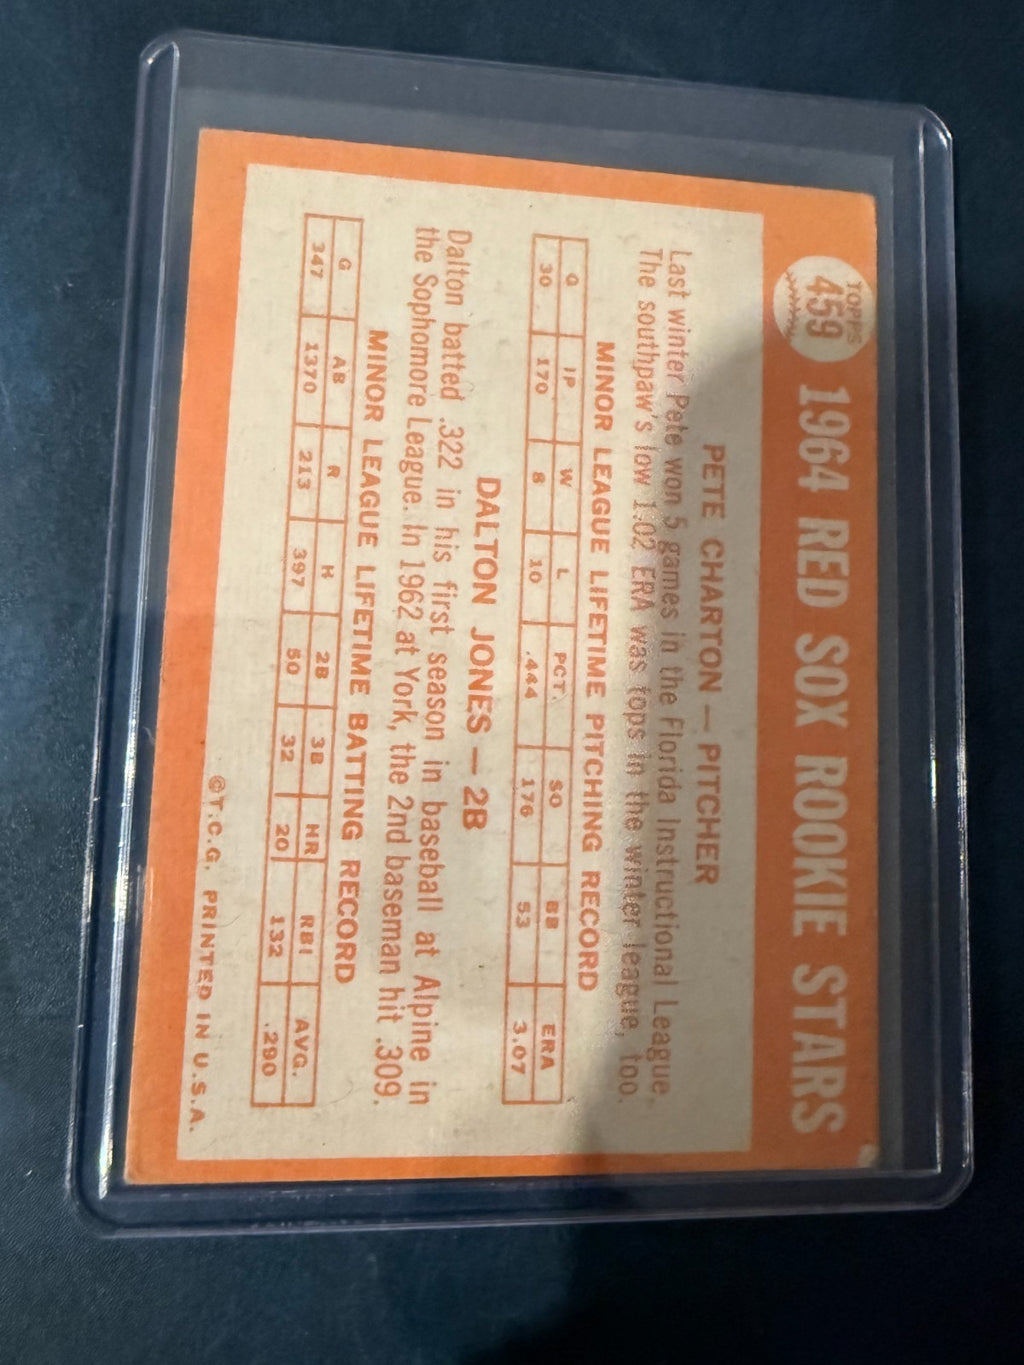 TOPPS
459
1964 RED SOX ROOKIE STARS
PETE CHARTON — PITCHER
Last winter Pete won 5 games in the Florida Instructional League.
The southpaw's low 1.02 ERA was tops in the winter league, too.
MINOR LEAGUE LIFETIME PITCHING RECORD
G IP W L PCT. SO BB ERA
30 170 8 10 .444 176 53 3.07
DALTON JONES — 2B
Dalton batted .322 in his first season in baseball at Alpine in
the Sophomore League. In 1962 at York, the 2nd baseman hit .309.
MINOR LEAGUE LIFETIME BATTING RECORD
G AB R H 2B 3B HR RBI AVG.
347 1370 213 397 50 32 20 132 .290
©T.C.G. PRINTED IN U.S.A.